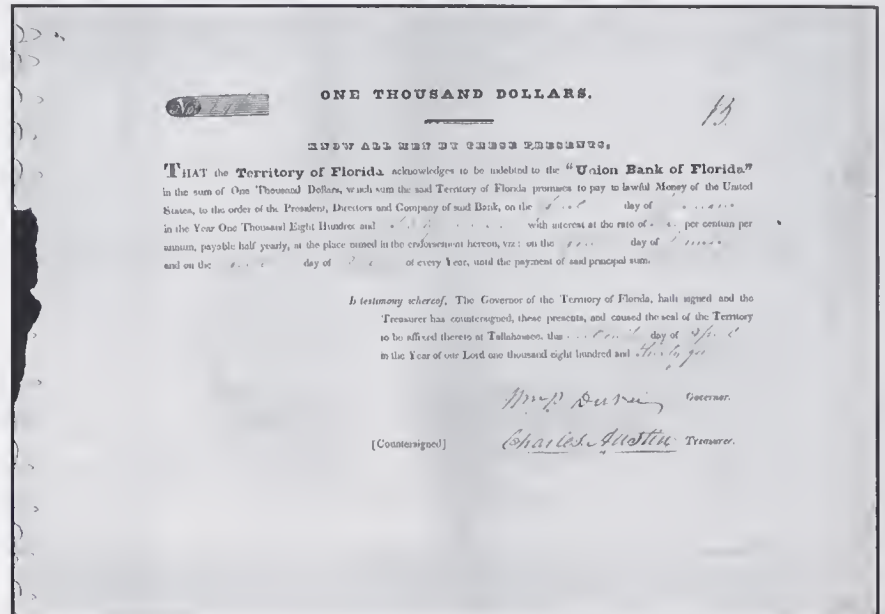 ONE THOUSAND DOLLARS.
No.
15.
KNOW ALL MEN BY THESE PRESENTS,
THAT the Territory of Florida acknowledges to be indebted to the "Union Bank of Florida"
in the sum of One Thousand Dollars, which sum the said Territory of Florida promises to pay to lawful Money of the United
States, to the order of the President, Directors and Company of said Bank, on the day of
in the Year One Thousand Eight Hundred and with interest at the rate of per centum per
annum, payable half yearly, at the place named in the endorsement hereon, viz: on the day of
and on the day of of every Year, until the payment of said principal sum.
In testimony whereof, The Governor of the Territory of Florida, hath signed and the
Treasurer has countersigned, these presents, and caused the seal of the Territory
to be affixed thereto at Tallahassee, this day of
in the Year of our Lord one thousand eight hundred and
Governor.
[Countersigned] Charles Austin Treasurer.